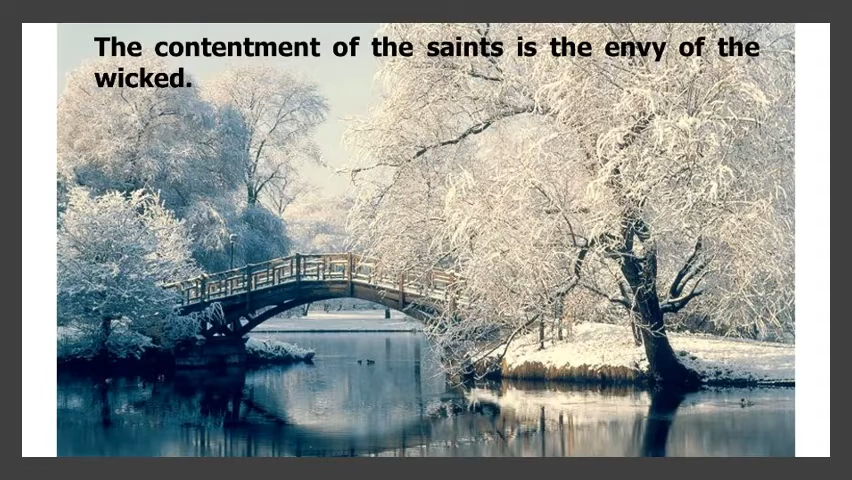 The contentment of the saints is the envy of the
wicked.